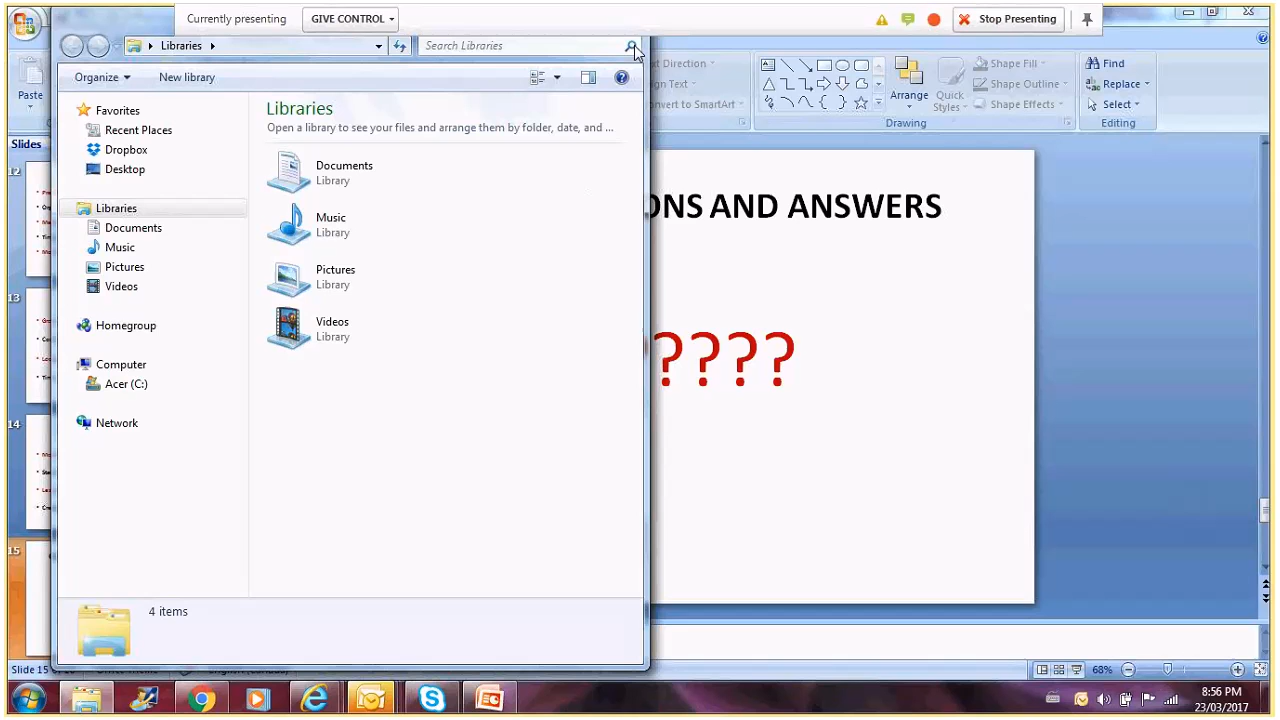 Currently presenting
GIVE CONTROL
Stop Presenting
Libraries
Search Libraries
Organize
New library
Favorites
Recent Places
Dropbox
Desktop
Libraries
Documents
Music
Pictures
Videos
Homegroup
Computer
Acer (C:)
Network
Libraries
Open a library to see your files and arrange them by folder, date, and ...
Documents
Library
Music
Library
Pictures
Library
Videos
Library
4 items
Paste
Slides
12
13
14
15
Slide 15
Direction
Text
to SmartArt
Arrange
Quick
Styles
Shape Fill
Shape Outline
Shape Effects
Drawing
Find
Replace
Select
Editing
ONS AND ANSWERS
????
68%
8:56 PM
23/03/2017